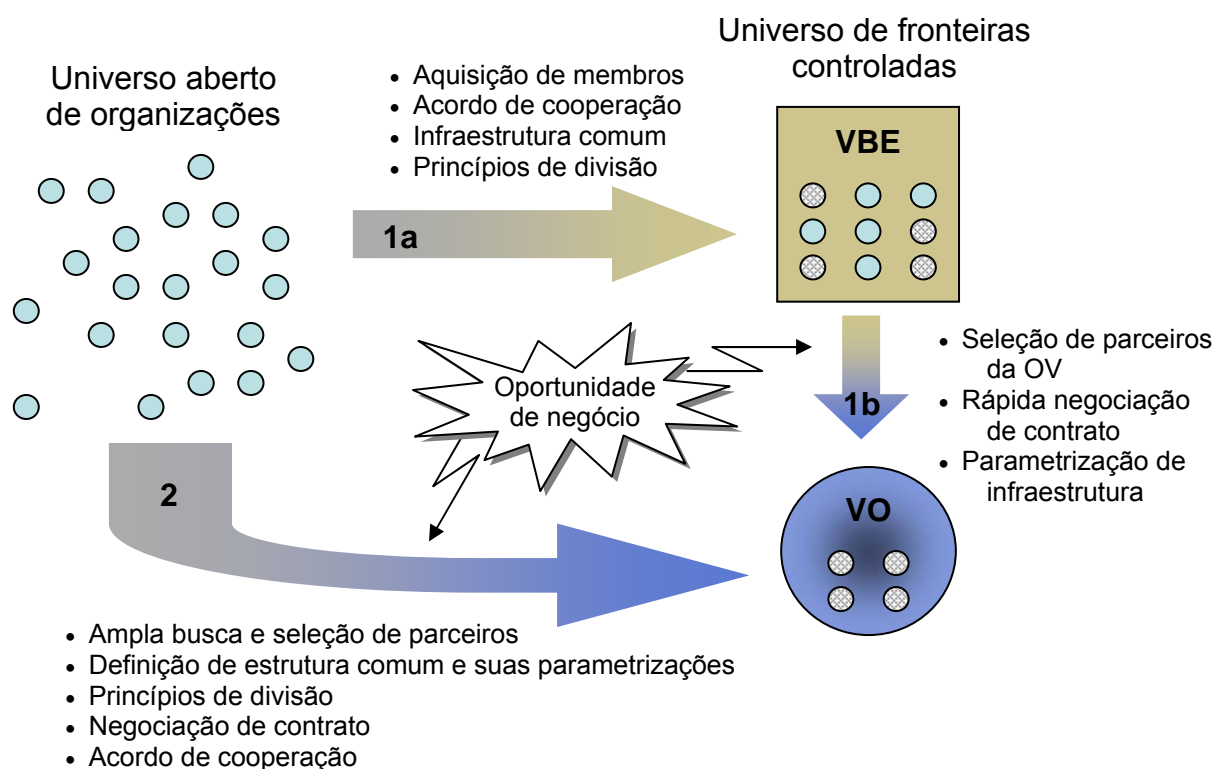 Universo aberto
de organizações
• Aquisição de membros
• Acordo de cooperação
• Infraestrutura comum
• Princípios de divisão
Universo de fronteiras
controladas
VBE
1a
Oportunidade
de negócio
1b
• Seleção de parceiros
da OV
• Rápida negociação
de contrato
• Parametrização de
infraestrutura
2
VO
• Ampla busca e seleção de parceiros
• Definição de estrutura comum e suas parametrizações
• Princípios de divisão
• Negociação de contrato
• Acordo de cooperação